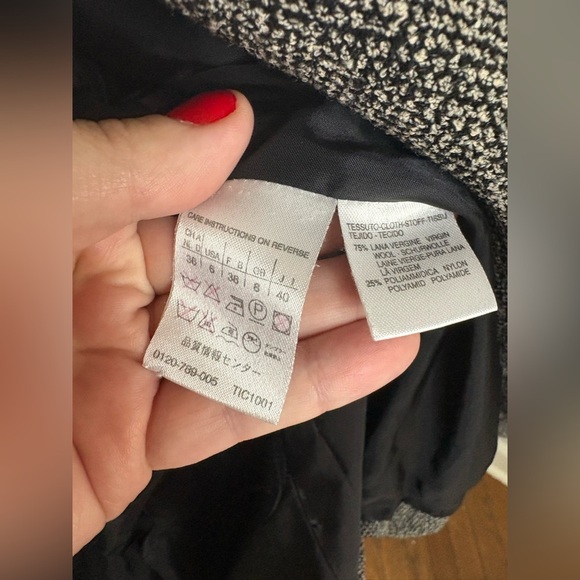 CARE INSTRUCTIONS ON REVERSE
CH A
NL D USA F B GB J I
36 6 38 8 40
P
品質情報センター
0120-789-005 TIC1001
TESSUTO-CLOTH-STOFF-TISSU
TEJIDO-TECIDO
75% LANA VERGINE VIRGIN
WOOL - SCHURWOLLE
LAINE VIERGE-PURA LANA
LÃ VIRGEM
25% POLIAMMIDICA NYLON
POLYAMID POLYAMIDE